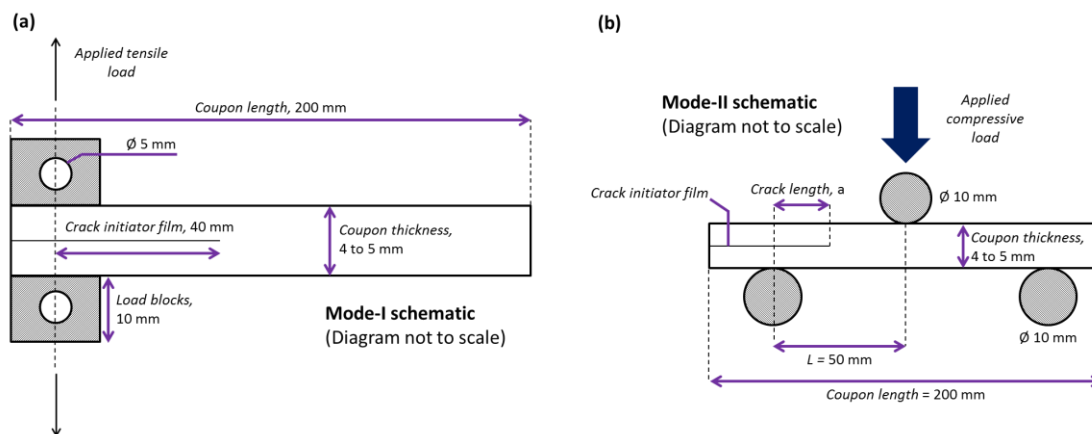 (a)
Applied tensile
load
Coupon length, 200 mm
Ø 5 mm
Crack initiator film, 40 mm
Coupon thickness,
4 to 5 mm
Load blocks,
10 mm
Mode-I schematic
(Diagram not to scale)
(b)
Mode-II schematic
(Diagram not to scale)
Applied
compressive
load
Crack initiator film
Crack length, a
Ø 10 mm
Coupon thickness,
4 to 5 mm
Ø 10 mm
L = 50 mm
Coupon length = 200 mm